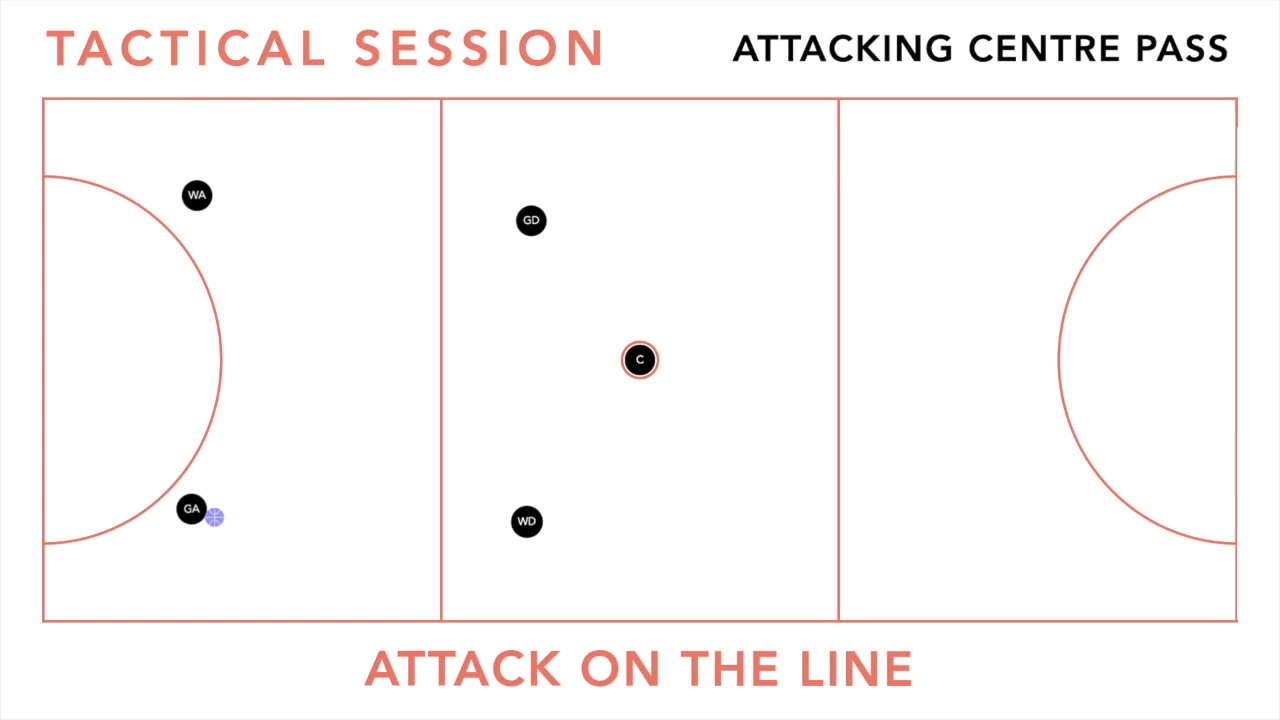 TACTICAL SESSION
ATTACKING CENTRE PASS
WA
GD
C
GA
WD
ATTACK ON THE LINE